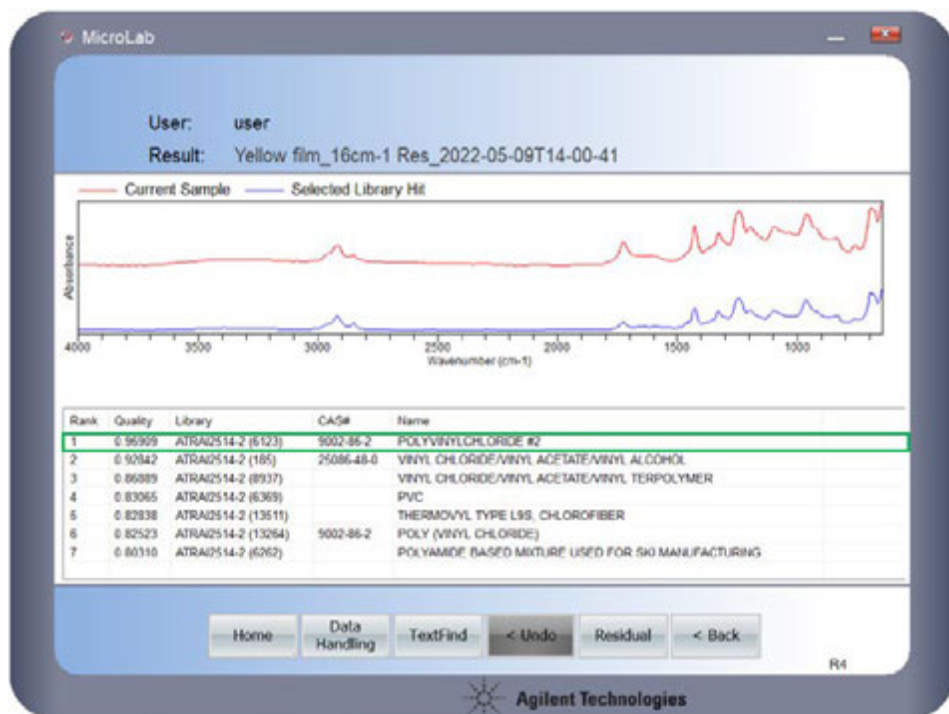 MicroLab
User: user
Result: Yellow film_16cm-1 Res_2022-05-09T14-00-41
Current Sample Selected Library Hit
Absorbance
4000 3500 3000 2500 2000 1500 1000
Wavenumber (cm-1)
Rank Quality Library CAS# Name
1 0.96909 ATRAI2514-2 (6123) 9002-86-2 POLYVINYLCHLORIDE #2
2 0.92842 ATRAI2514-2 (185) 25086-48-0 VINYL CHLORIDE/VINYL ACETATE/VINYL ALCOHOL
3 0.86889 ATRAI2514-2 (8937) VINYL CHLORIDE/VINYL ACETATE/VINYL TERPOLYMER
4 0.83065 ATRAI2514-2 (6369) PVC
5 0.82838 ATRAI2514-2 (13511) THERMOVYL TYPE L9S, CHLOROFIBER
6 0.82523 ATRAI2514-2 (13264) 9002-86-2 POLY (VINYL CHLORIDE)
7 0.80310 ATRAI2514-2 (6262) POLYAMIDE BASED MIXTURE USED FOR SKI MANUFACTURING
Home Data Handling TextFind < Undo Residual < Back
R4
Agilent Technologies